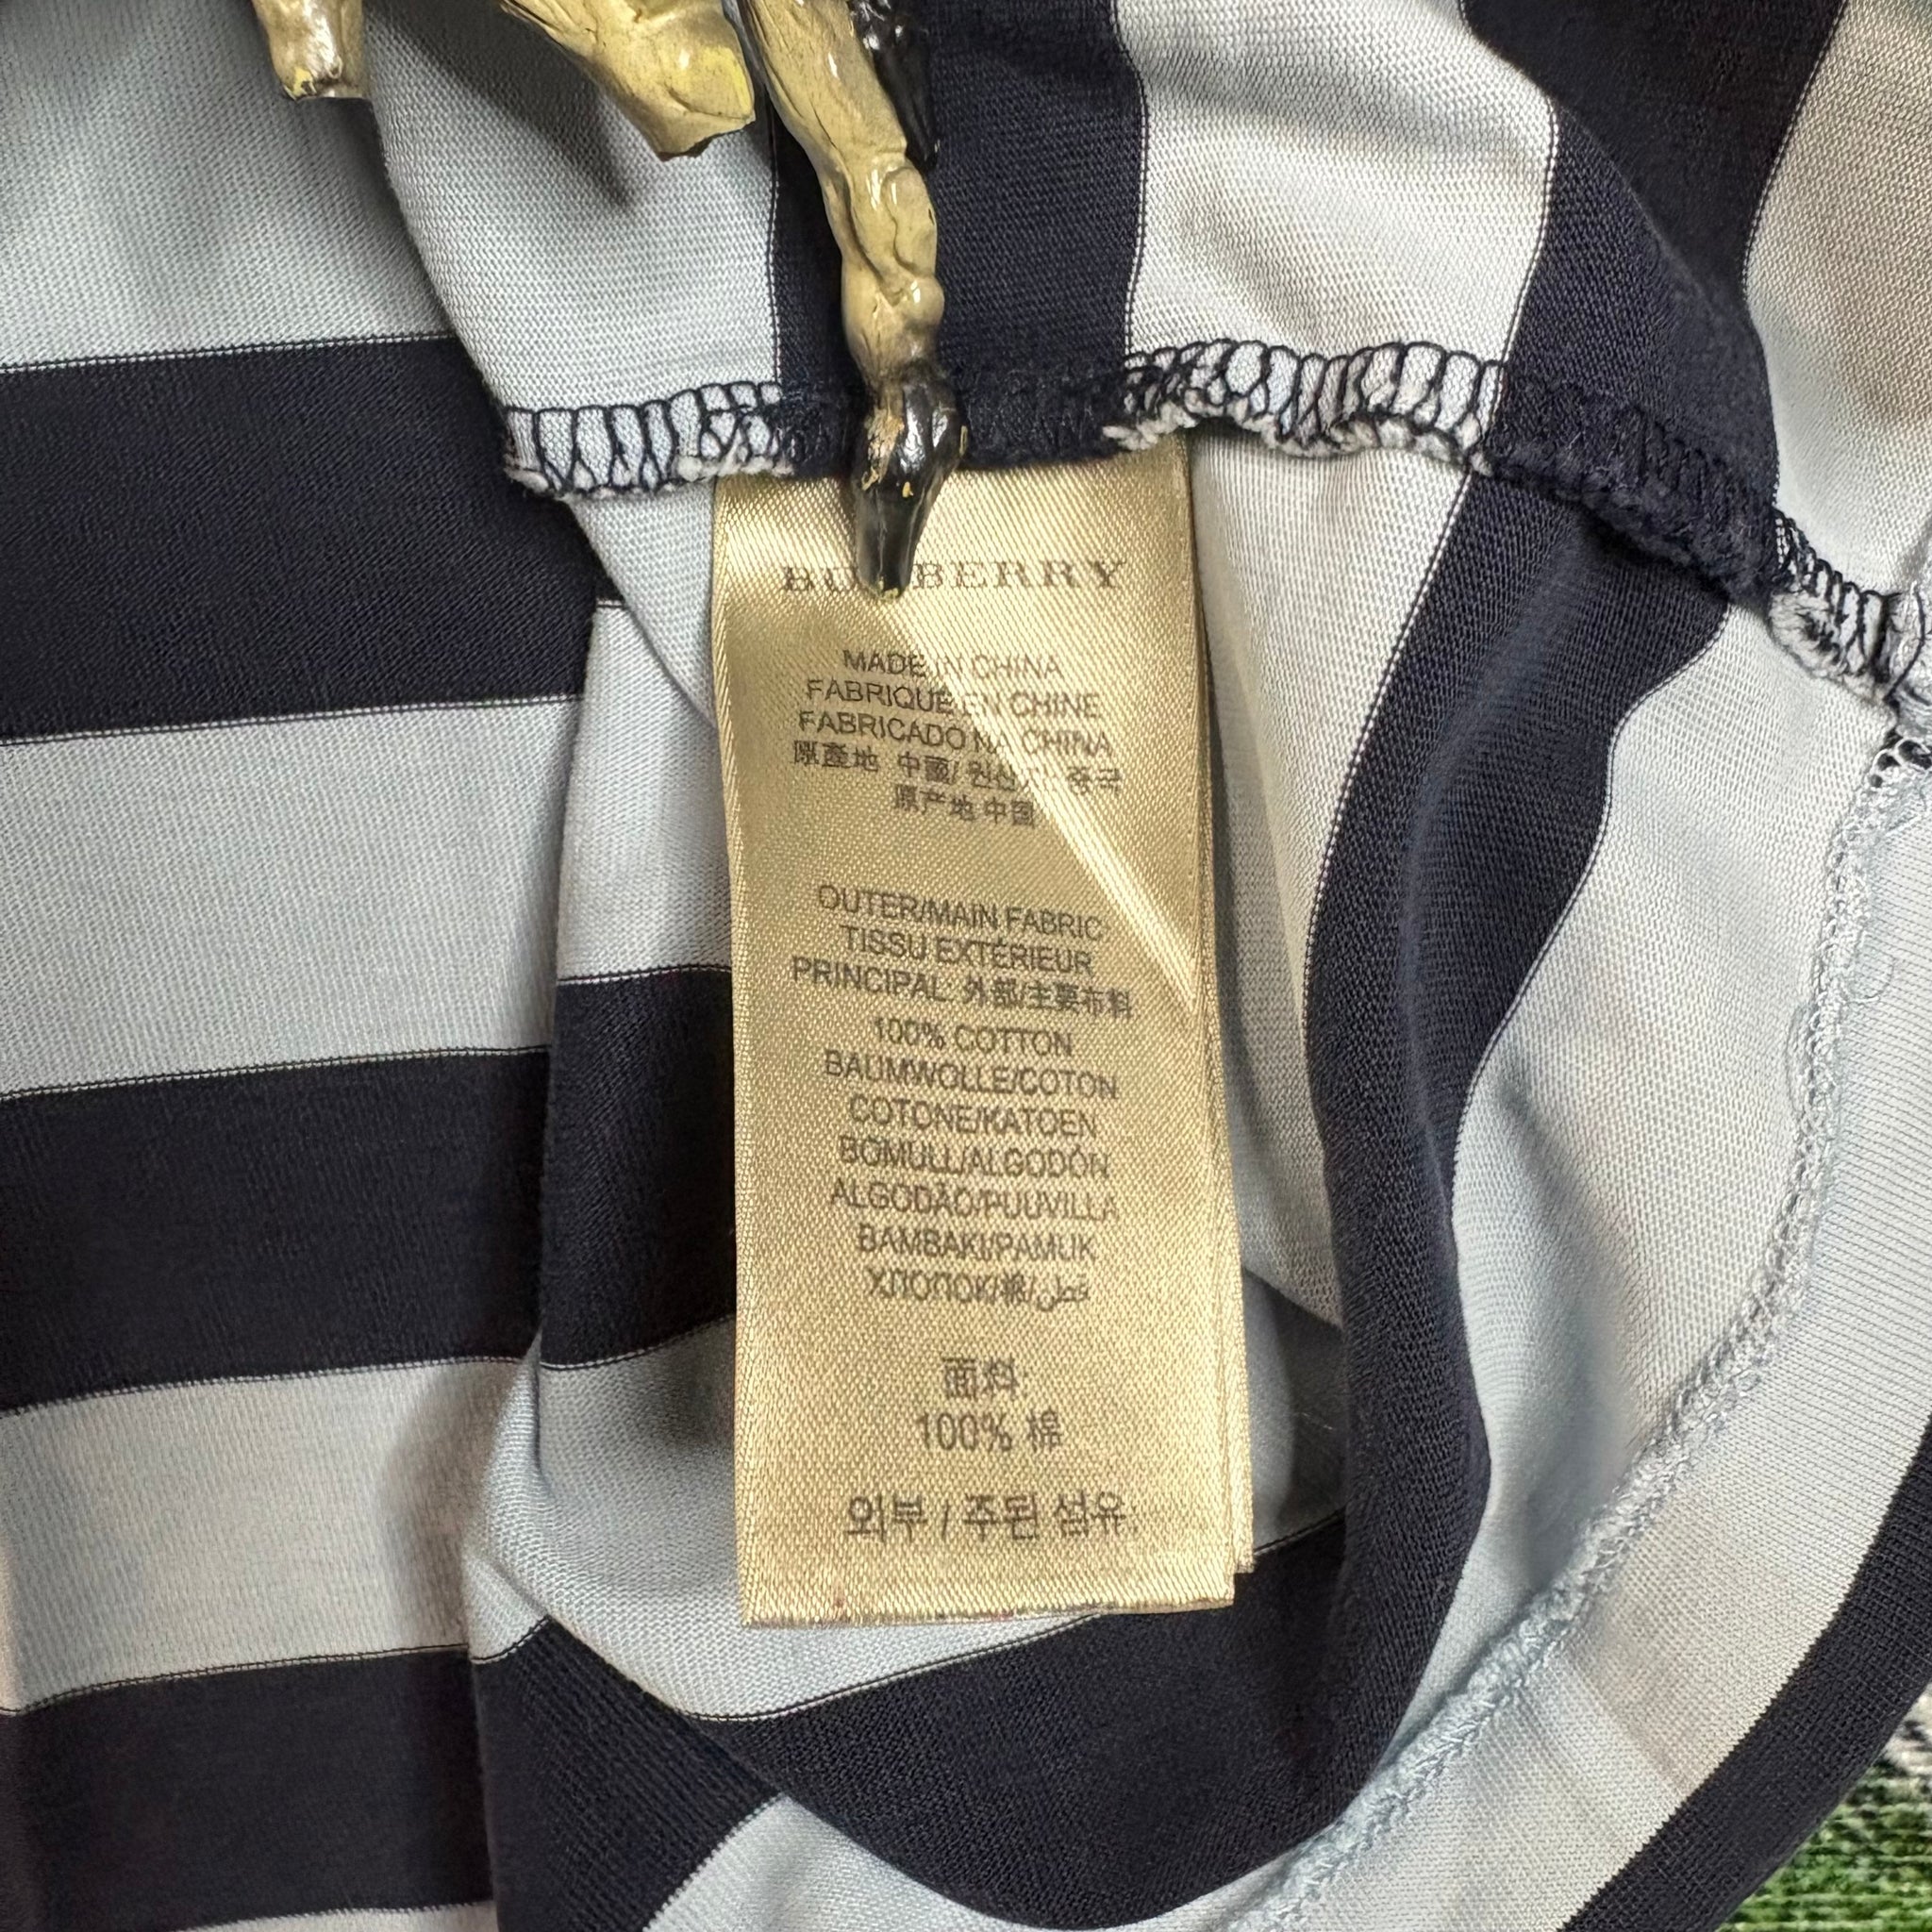 BURBERRY
MADE IN CHINA
FABRIQUÉ EN CHINE
FABRICADO NA CHINA
原產地 中國/ 원산지 중국
原产地 中国
OUTER/MAIN FABRIC
TISSU EXTÉRIEUR
PRINCIPAL 外部/主要布料
100% COTTON
BAUMWOLLE/COTON
COTONE/KATOEN
BOMULL/ALGODÓN
ALGODÃO/PUUVILLA
BAMBAKI/PAMUK
ХЛОПОК/棉/قطن
面料:
100% 棉
외부 / 주된 섬유: